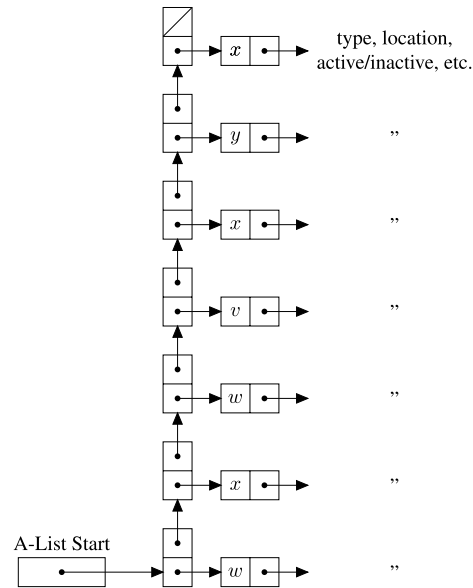 x
type, location,
active/inactive, etc.
y
”
x
”
v
”
w
”
x
”
A-List Start
w
”